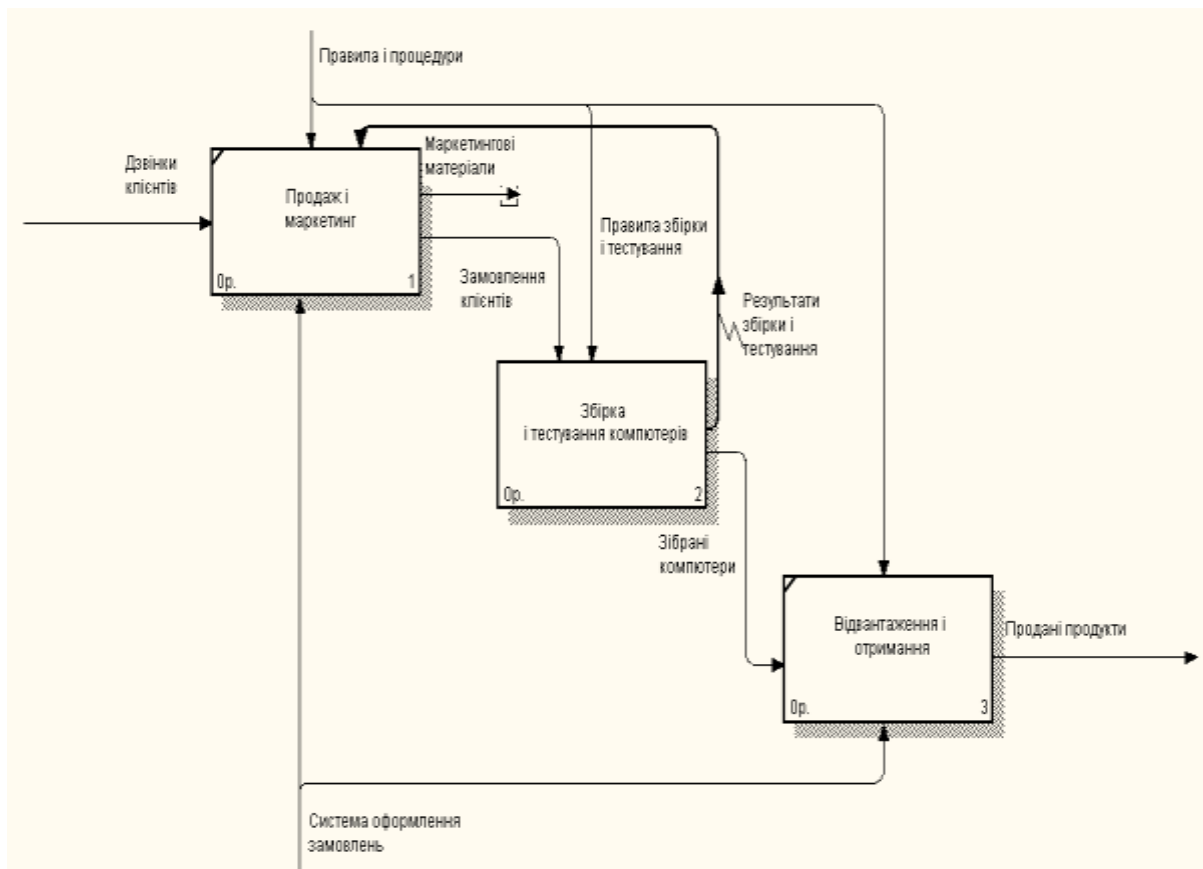 Правила і процедури
Дзвінки
клієнтів
Маркетингові
матеріали
Продаж і
маркетинг
0р.
1
Правила збірки
і тестування
Замовлення
клієнтів
Результати
збірки і
тестування
Збірка
і тестування компютерів
0р.
2
Зібрані
компютери
Відвантаження і
отримання
0р.
3
Продані продукти
Система оформлення
замовлень